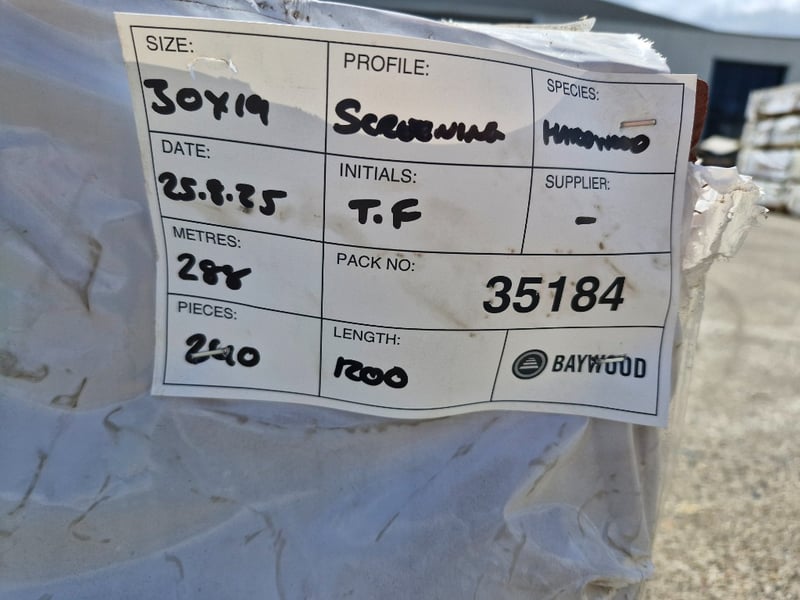 SIZE:
30x19
PROFILE:
SCREENING
SPECIES:
HARDWOOD
DATE:
25.8.25
INITIALS:
T.F
SUPPLIER:
-
METRES:
288
PACK NO:
35184
PIECES:
240
LENGTH:
1200
BAYWOOD